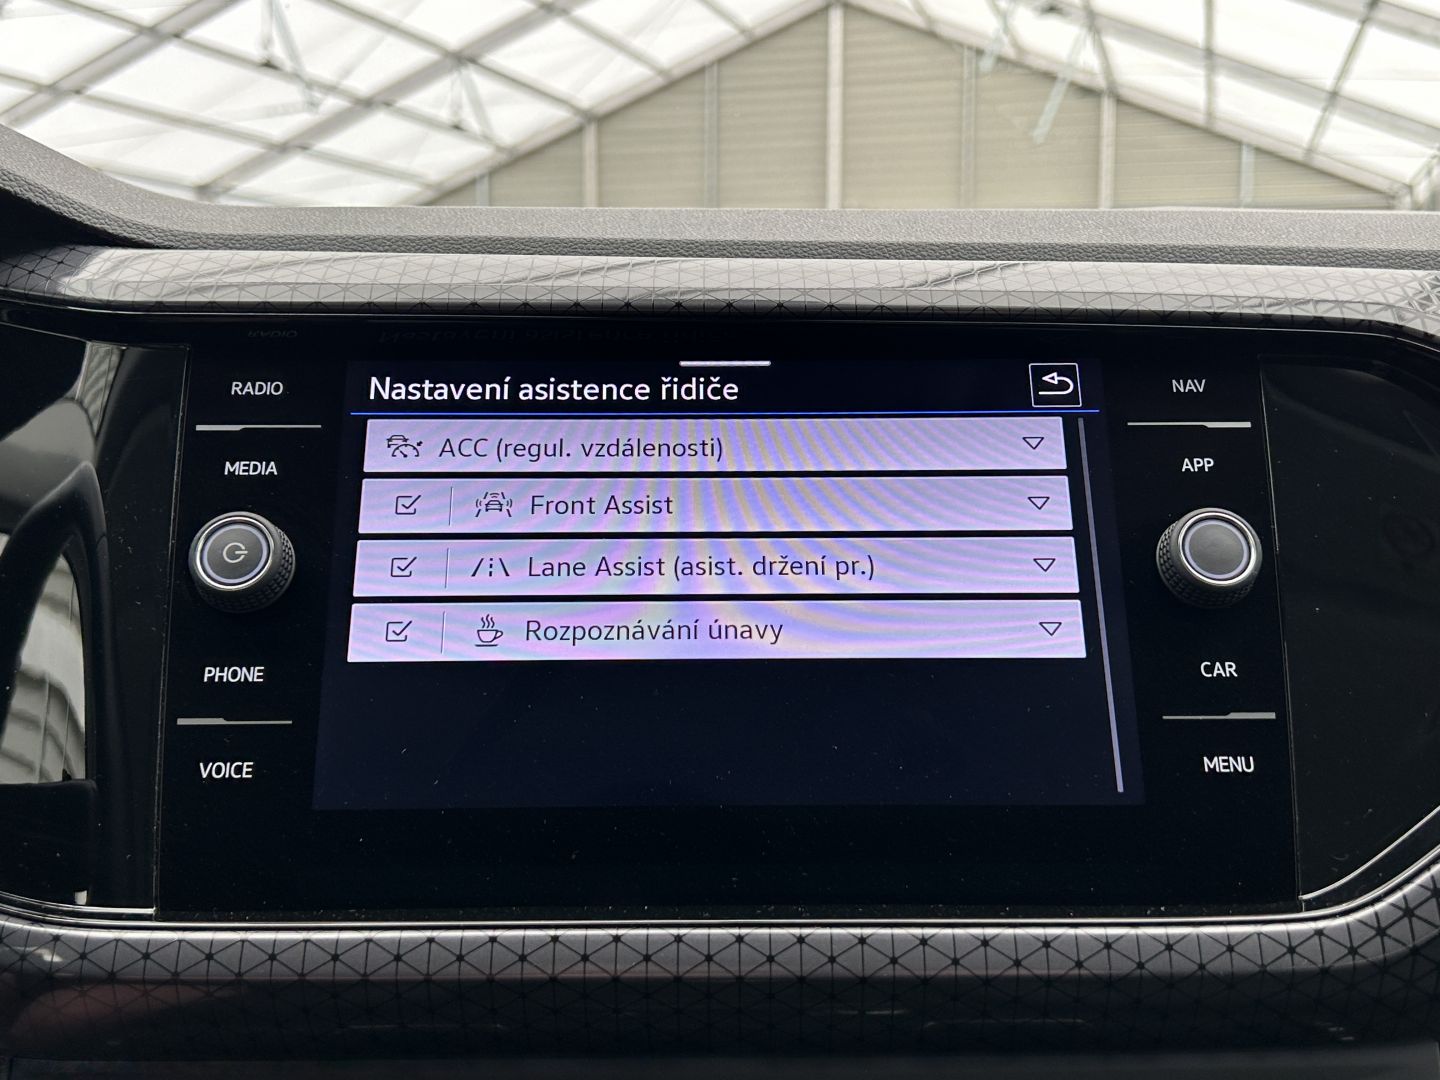 RADIO
MEDIA
PHONE
VOICE
Nastavení asistence řidiče
ACC (regul. vzdálenosti)
Front Assist
Lane Assist (asist. držení pr.)
Rozpoznávání únavy
NAV
APP
CAR
MENU